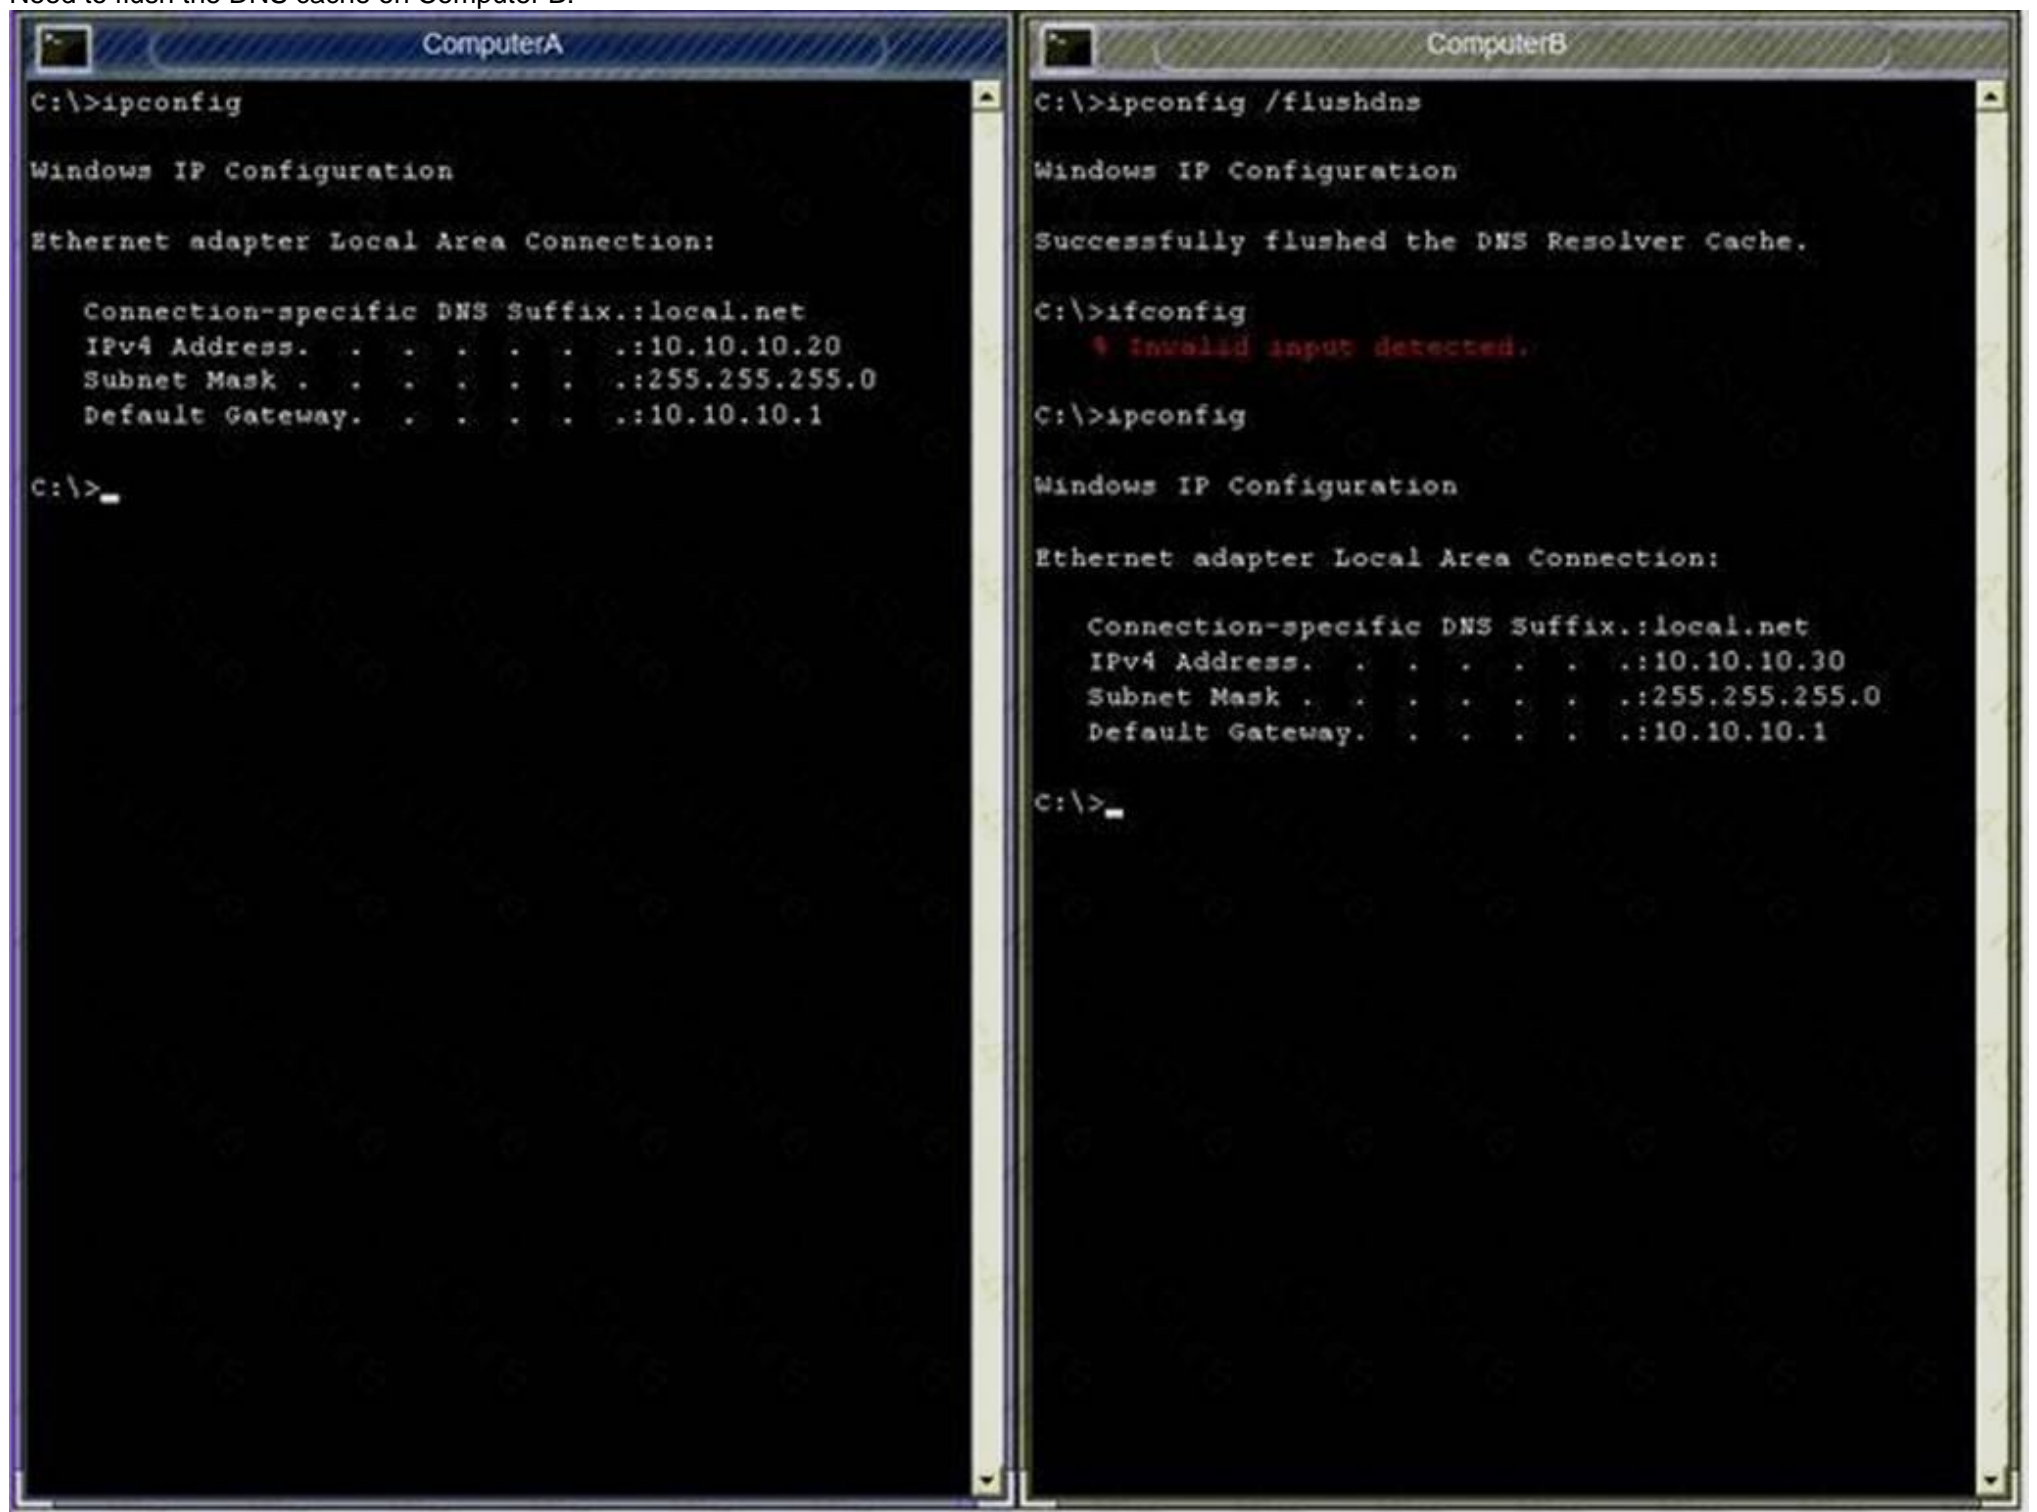 Need to flush the DNS cache on Computer B.
ComputerA
C:\>ipconfig
Windows IP Configuration
Ethernet adapter Local Area Connection:
Connection-specific DNS Suffix.:local.net
IPv4 Address. . . . . . .:10.10.10.20
Subnet Mask . . . . . . .:255.255.255.0
Default Gateway. . . . . .:10.10.10.1
C:\>_
ComputerB
C:\>ipconfig /flushdns
Windows IP Configuration
Successfully flushed the DNS Resolver Cache.
C:\>ifconfig
% Invalid input detected.
C:\>ipconfig
Windows IP Configuration
Ethernet adapter Local Area Connection:
Connection-specific DNS Suffix.:local.net
IPv4 Address. . . . . . .:10.10.10.30
Subnet Mask . . . . . . .:255.255.255.0
Default Gateway. . . . . .:10.10.10.1
C:\>_